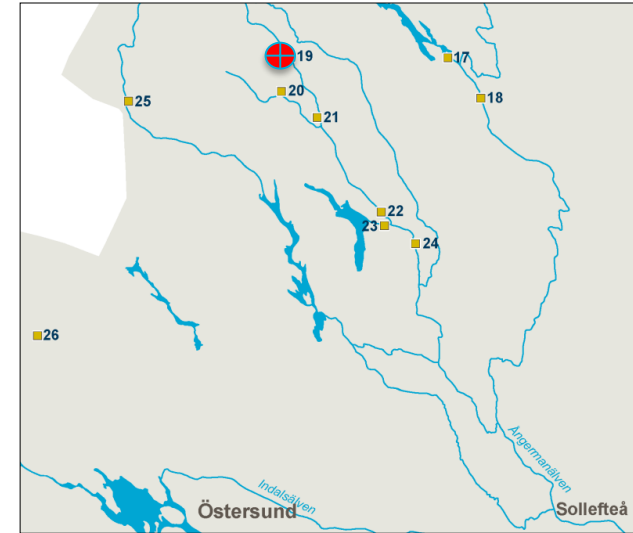 19
17
20
25
18
21
22
23
24
26
Ångermanälven
Indalsälven
Östersund
Sollefteå